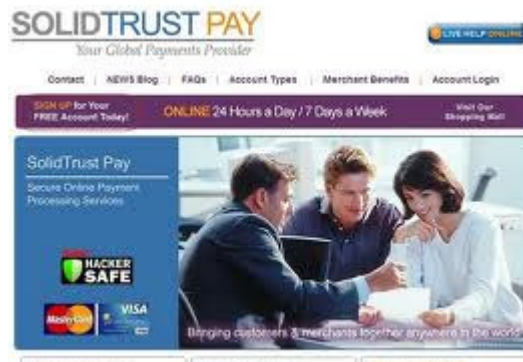 SOLIDTRUST PAY
Your Global Payments Provider
LIVE HELP ONLINE
Contact | NEWS Blog | FAQs | Account Types | Merchant Benefits | Account Login
SIGN UP for Your
FREE Account Today!
ONLINE 24 Hours a Day / 7 Days a Week
Visit Our
Shopping Mall
SolidTrust Pay
Secure Online Payment
Processing Services
HACKER
SAFE
MasterCard
VISA
Bringing customers & merchants together anywhere in the world